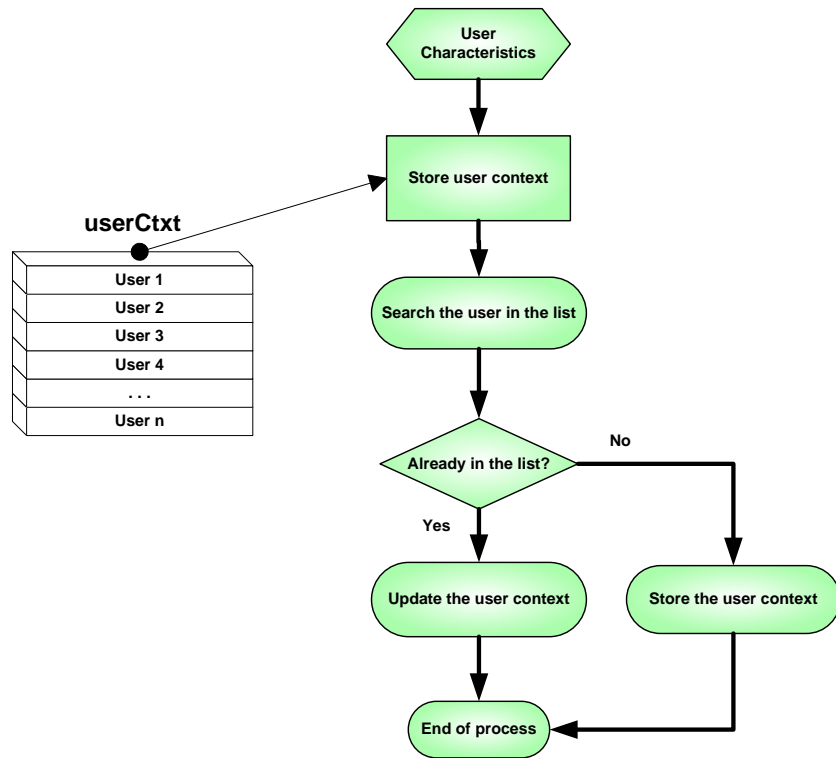 User
Characteristics
Store user context
userCtxt
User 1
User 2
User 3
User 4
. . .
User n
Search the user in the list
Already in the list?
No
Yes
Update the user context
Store the user context
End of process